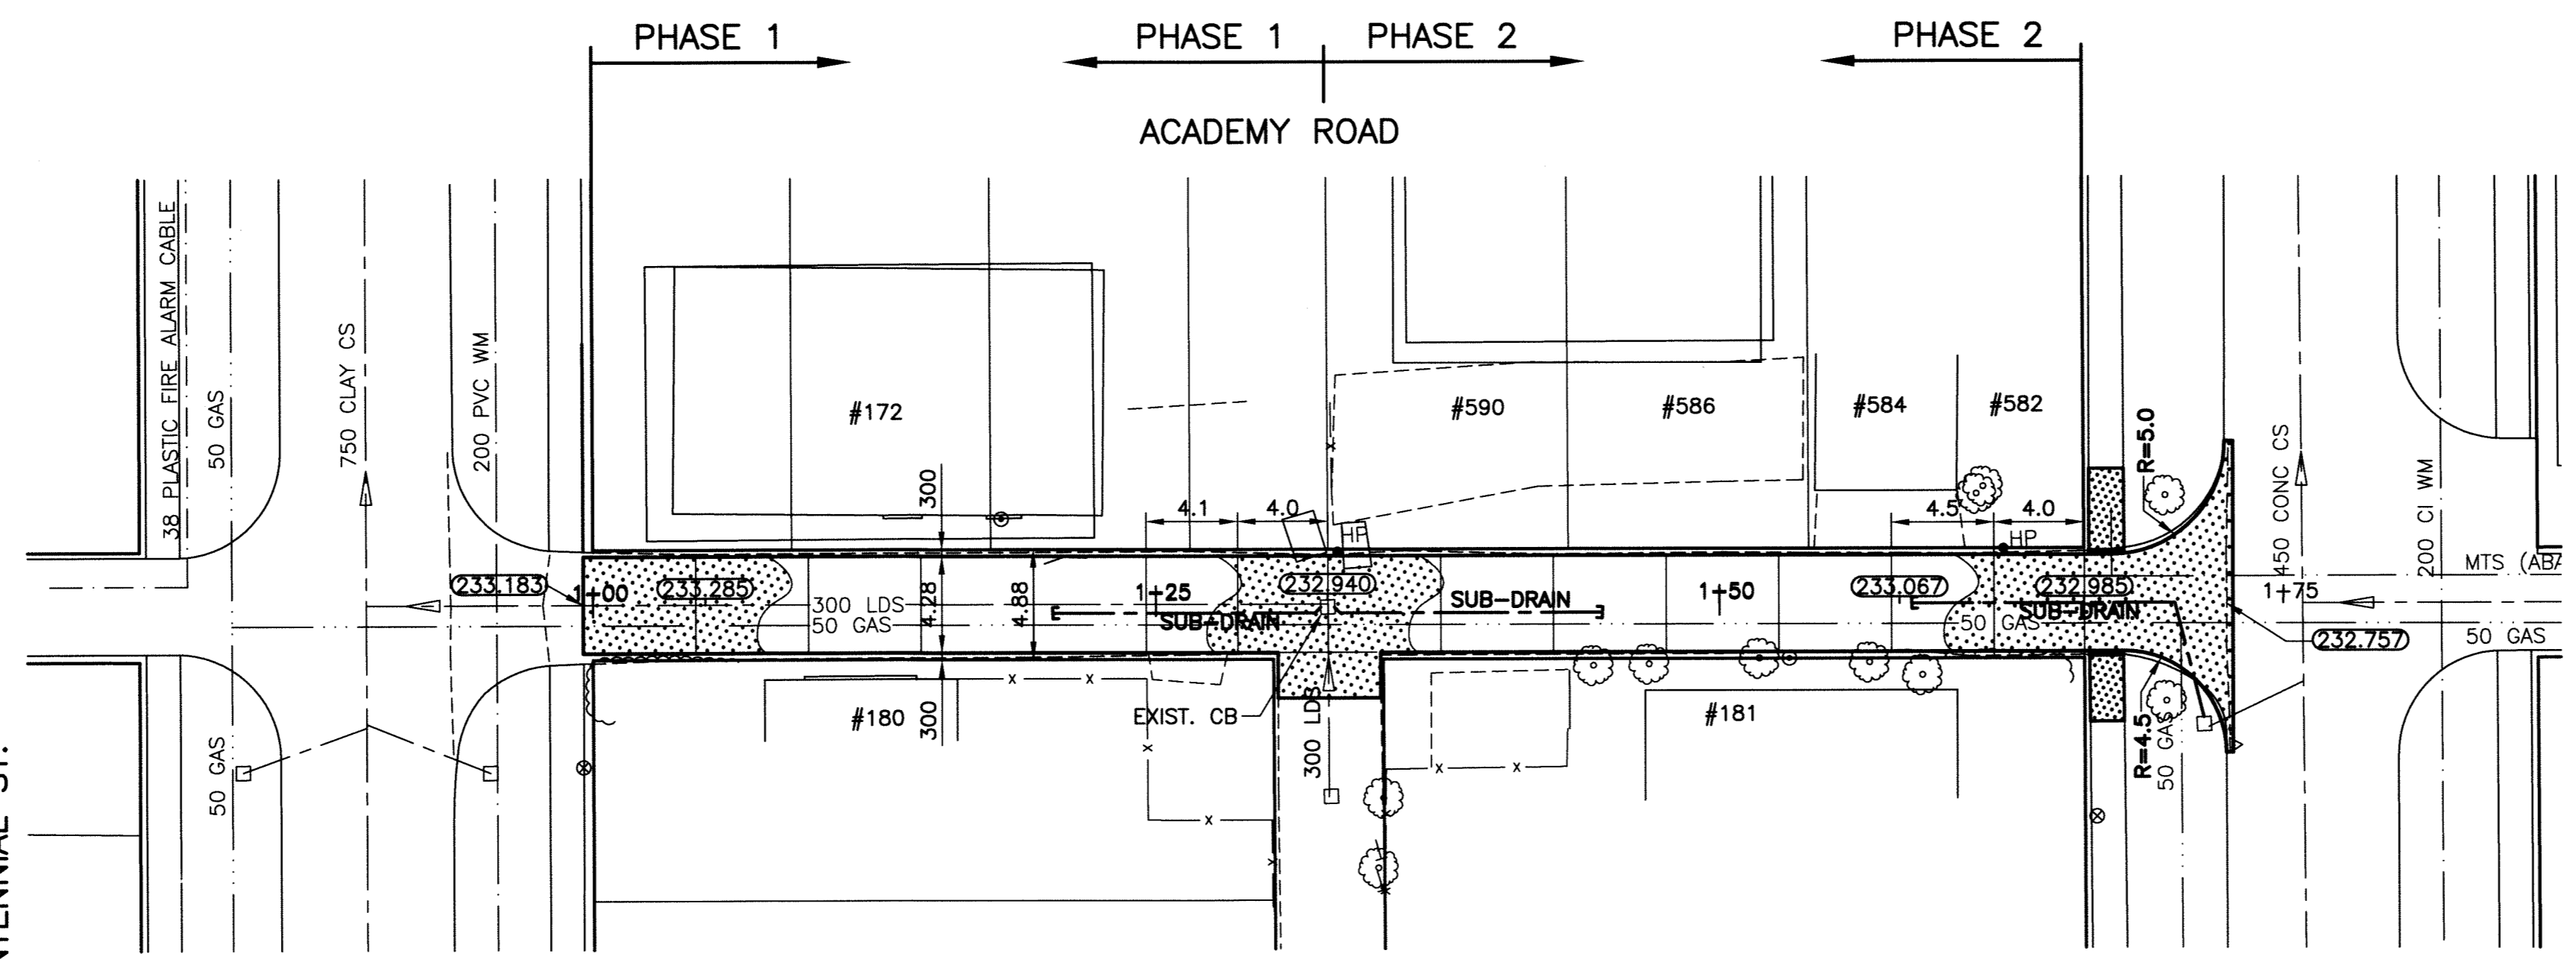 PHASE 1
PHASE 1
PHASE 2
PHASE 2
ACADEMY ROAD
38 PLASTIC FIRE ALARM CABLE
50 GAS
750 CLAY CS
200 PVC WM
#172
#590
#586
#584
#582
R=5.0
450 CONC CS
200 CI WM
300
4.1
4.0
HP
4.5
4.0
HP
MTS (ABA
233.183
1+00
233.285
300 LDS
50 GAS
4.28
4.88
1+25
SUB-DRAIN
232.940
SUB-DRAIN
1+50
233.067
232.985
SUB-DRAIN
50 GAS
1+75
232.757
50 GAS
#180
300
EXIST. CB
300 LDS
#181
R=4.5
50 GAS
50 GAS
NTENNIAL ST.